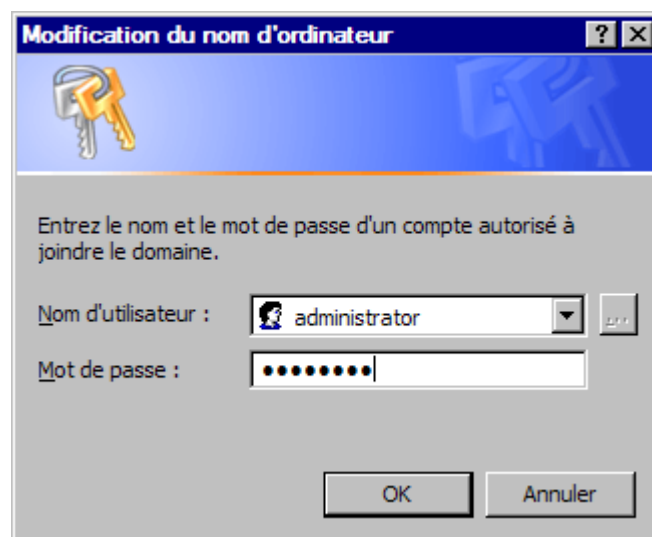 Modification du nom d'ordinateur
Entrez le nom et le mot de passe d'un compte autorisé à
joindre le domaine.
Nom d'utilisateur : administrator ...
Mot de passe : ••••••••
OK Annuler